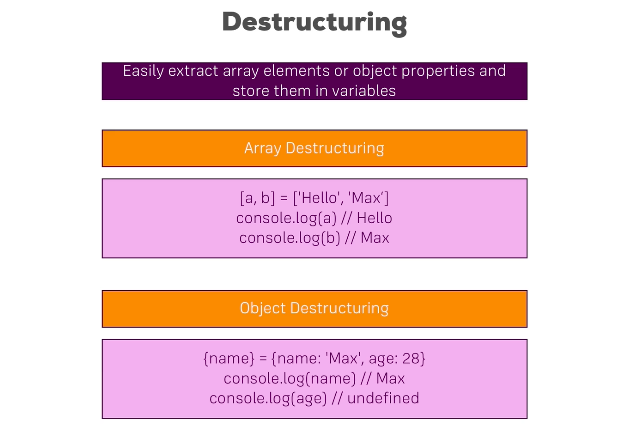 Destructuring
Easily extract array elements or object properties and
store them in variables
Array Destructuring
[a, b] = ['Hello', 'Max']
console.log(a) // Hello
console.log(b) // Max
Object Destructuring
{name} = {name: 'Max', age: 28}
console.log(name) // Max
console.log(age) // undefined